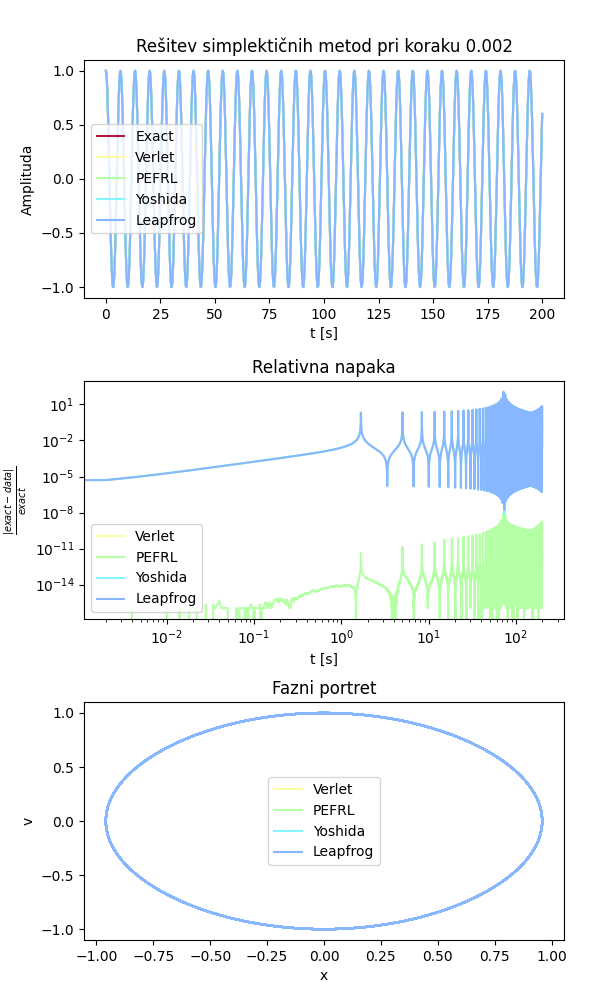 Rešitev simplektičnih metod pri koraku 0.002
1.0
0.5
0.0
−0.5
−1.0
Amplituda
Exact
Verlet
PEFRL
Yoshida
Leapfrog
0 25 50 75 100 125 150 175 200
t [s]
Relativna napaka
10^1
10^−2
10^−5
10^−8
10^−11
10^−14
|exact − data|
exact
Verlet
PEFRL
Yoshida
Leapfrog
10^−2 10^−1 10^0 10^1 10^2
t [s]
Fazni portret
1.0
0.5
0.0
−0.5
−1.0
v
Verlet
PEFRL
Yoshida
Leapfrog
−1.00 −0.75 −0.50 −0.25 0.00 0.25 0.50 0.75 1.00
x